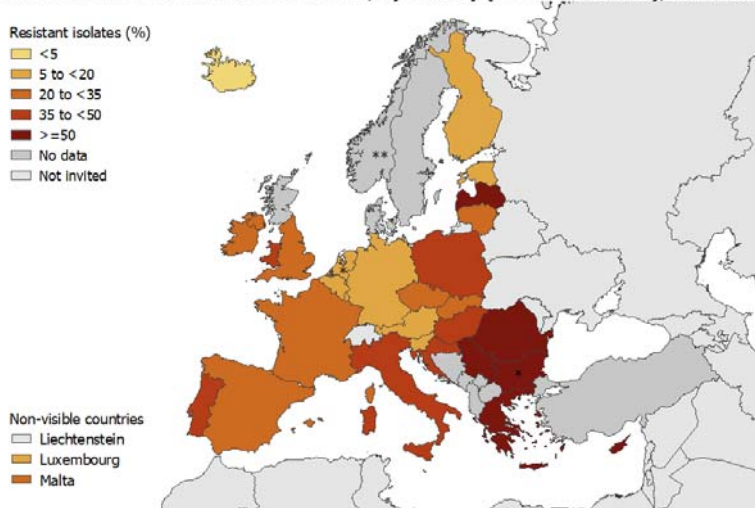 Resistant isolates (%)
<5
5 to <20
20 to <35
35 to <50
>=50
No data
Not invited
**
*
Non-visible countries
Liechtenstein
Luxembourg
Malta